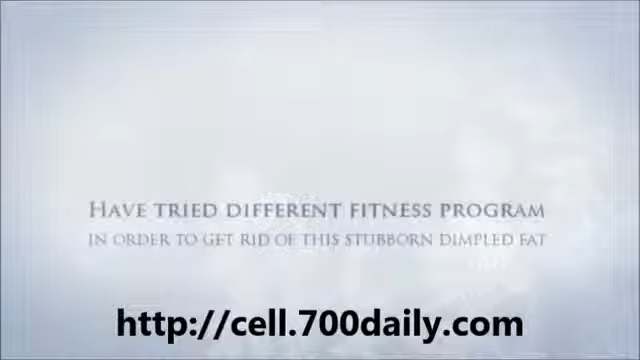 HAVE TRIED DIFFERENT FITNESS PROGRAM
IN ORDER TO GET RID OF THIS STUBBORN DIMPLED FAT
http://cell.700daily.com